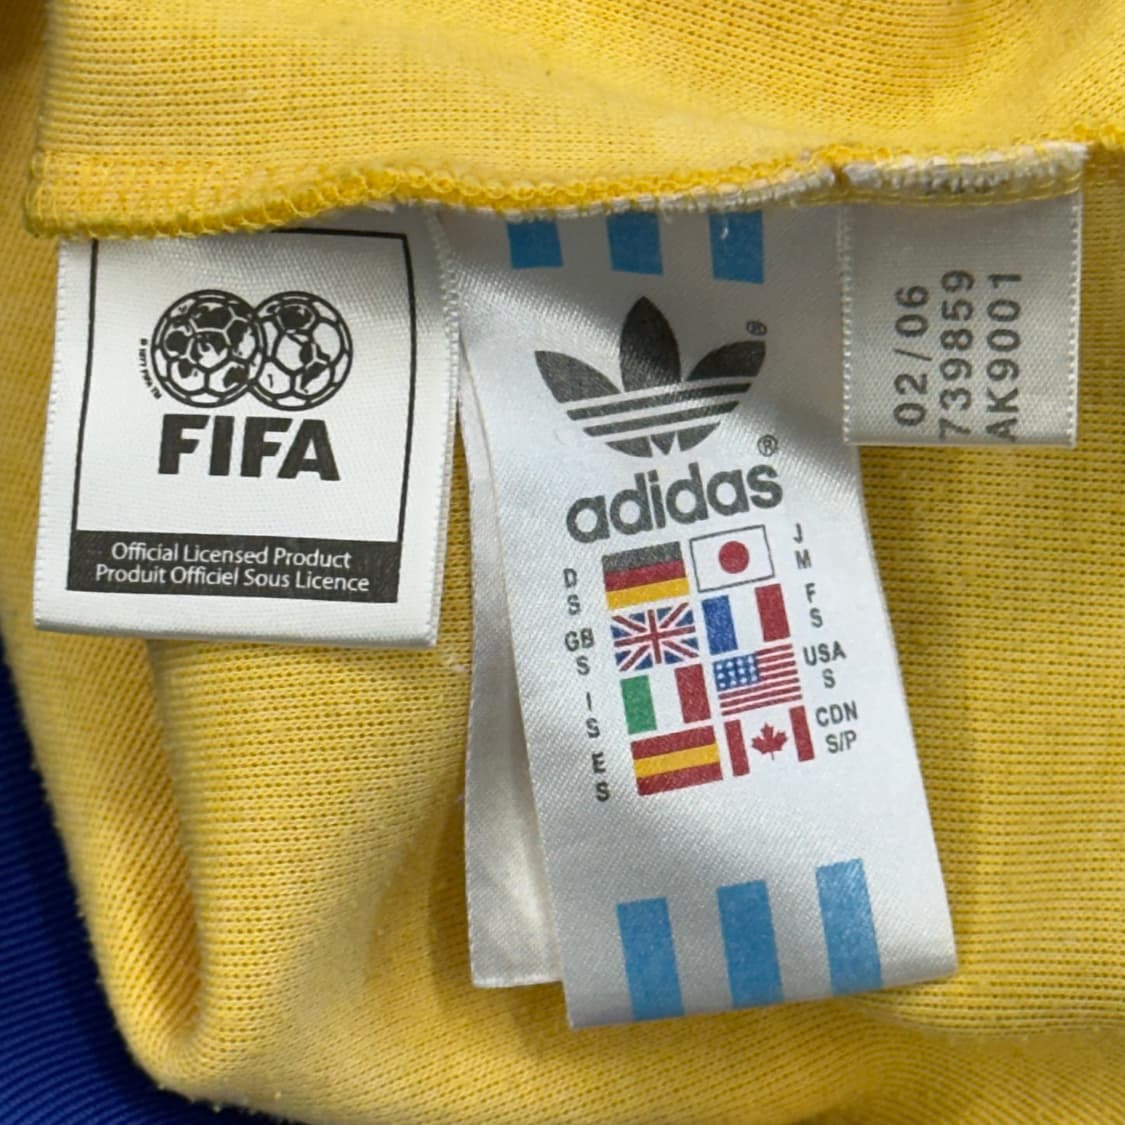 FIFA
Official Licensed Product
Produit Officiel Sous Licence
®
®
adidas
D
S
GB
S
I
S
E
S
J
M
F
S
USA
S
CDN
S/P
02/06
739859
AK9001